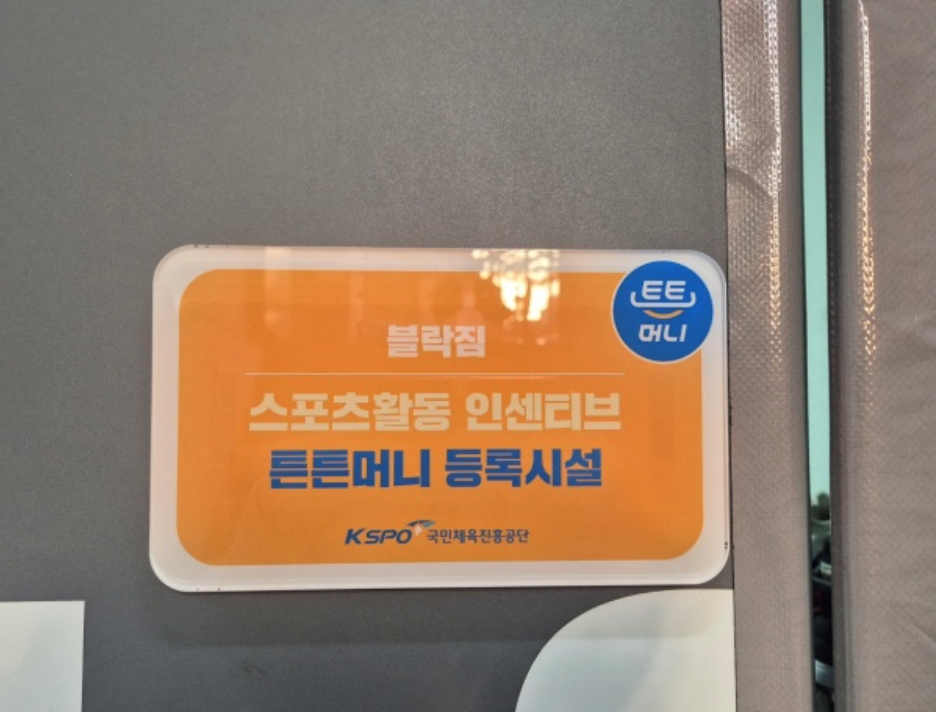 튼튼
머니
블락짐
스포츠활동 인센티브
튼튼머니 등록시설
KSPO 국민체육진흥공단